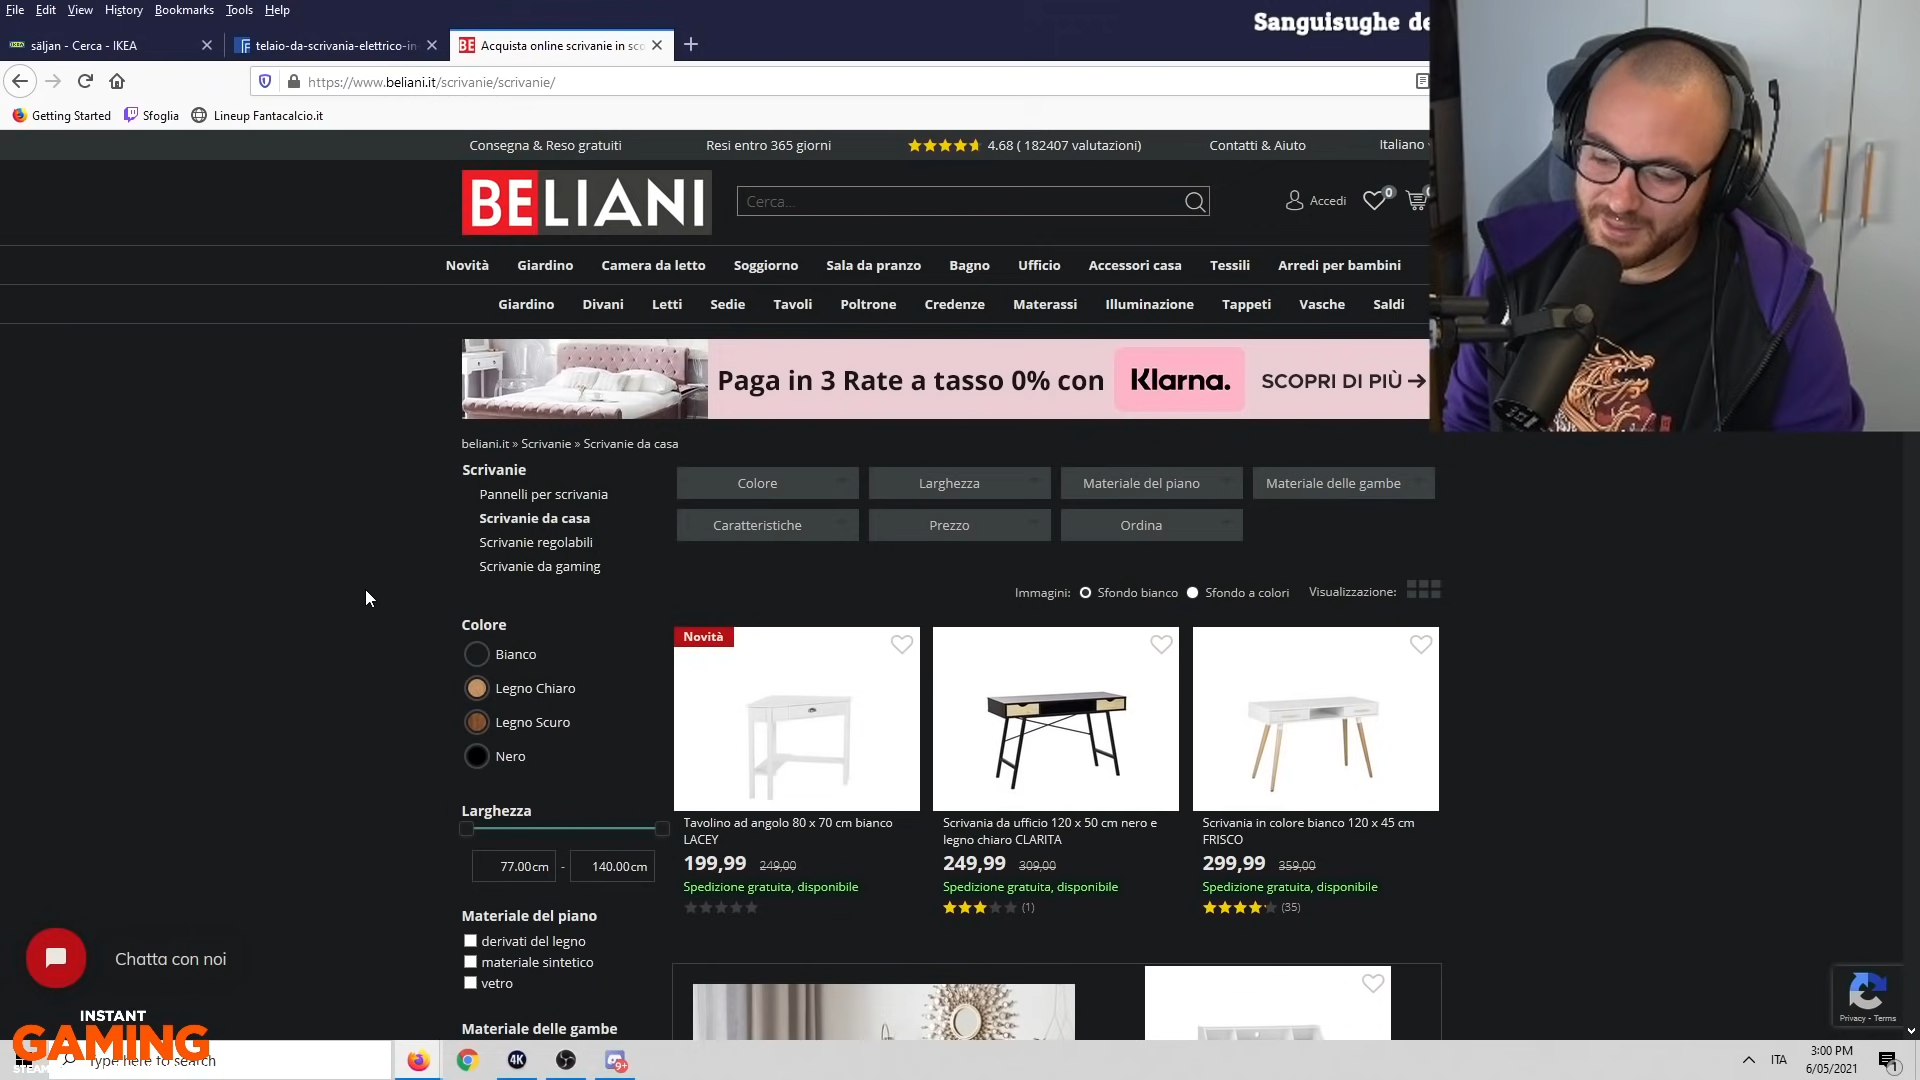 File Edit View History Bookmarks Tools Help
Sanguisughe de
säljan - Cerca - IKEA
telaio-da-scrivania-elettrico-in
BE Acquista online scrivanie in sco
https://www.beliani.it/scrivanie/scrivanie/
Getting Started Sfoglia Lineup Fantacalcio.it
Consegna & Reso gratuiti Resi entro 365 giorni 4.68 ( 182407 valutazioni) Contatti & Aiuto Italiano
BELIANI
Cerca...
Accedi 0
Novità Giardino Camera da letto Soggiorno Sala da pranzo Bagno Ufficio Accessori casa Tessili Arredi per bambini
Giardino Divani Letti Sedie Tavoli Poltrone Credenze Materassi Illuminazione Tappeti Vasche Saldi
Paga in 3 Rate a tasso 0% con Klarna. SCOPRI DI PIÙ →
beliani.it » Scrivanie » Scrivanie da casa
Scrivanie
Pannelli per scrivania
Scrivanie da casa
Scrivanie regolabili
Scrivanie da gaming
Colore Larghezza Materiale del piano Materiale delle gambe
Caratteristiche Prezzo Ordina
Immagini: Sfondo bianco Sfondo a colori Visualizzazione:
Colore
Bianco
Legno Chiaro
Legno Scuro
Nero
Larghezza
77.00cm - 140.00cm
Materiale del piano
derivati del legno
materiale sintetico
vetro
Materiale delle gambe
Novità
Tavolino ad angolo 80 x 70 cm bianco
LACEY
199,99 249,00
Spedizione gratuita, disponibile
Scrivania da ufficio 120 x 50 cm nero e
legno chiaro CLARITA
249,99 309,00
Spedizione gratuita, disponibile
(1)
Scrivania in colore bianco 120 x 45 cm
FRISCO
299,99 359,00
Spedizione gratuita, disponibile
(35)
Chatta con noi
Privacy - Terms
INSTANT
GAMING
Type here to search
4K
9+
ITA
3:00 PM
6/05/2021
1